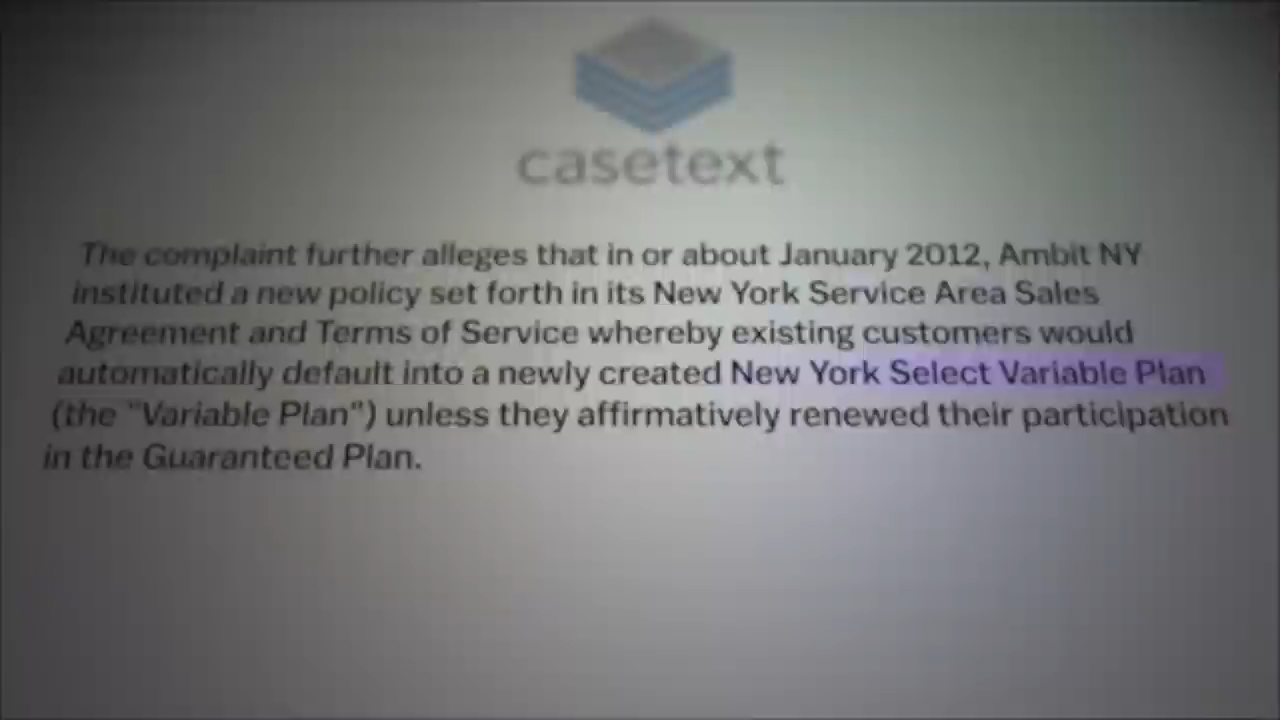 casetext
The complaint further alleges that in or about January 2012, Ambit NY
instituted a new policy set forth in its New York Service Area Sales
Agreement and Terms of Service whereby existing customers would
automatically default into a newly created New York Select Variable Plan
(the "Variable Plan") unless they affirmatively renewed their participation
in the Guaranteed Plan.